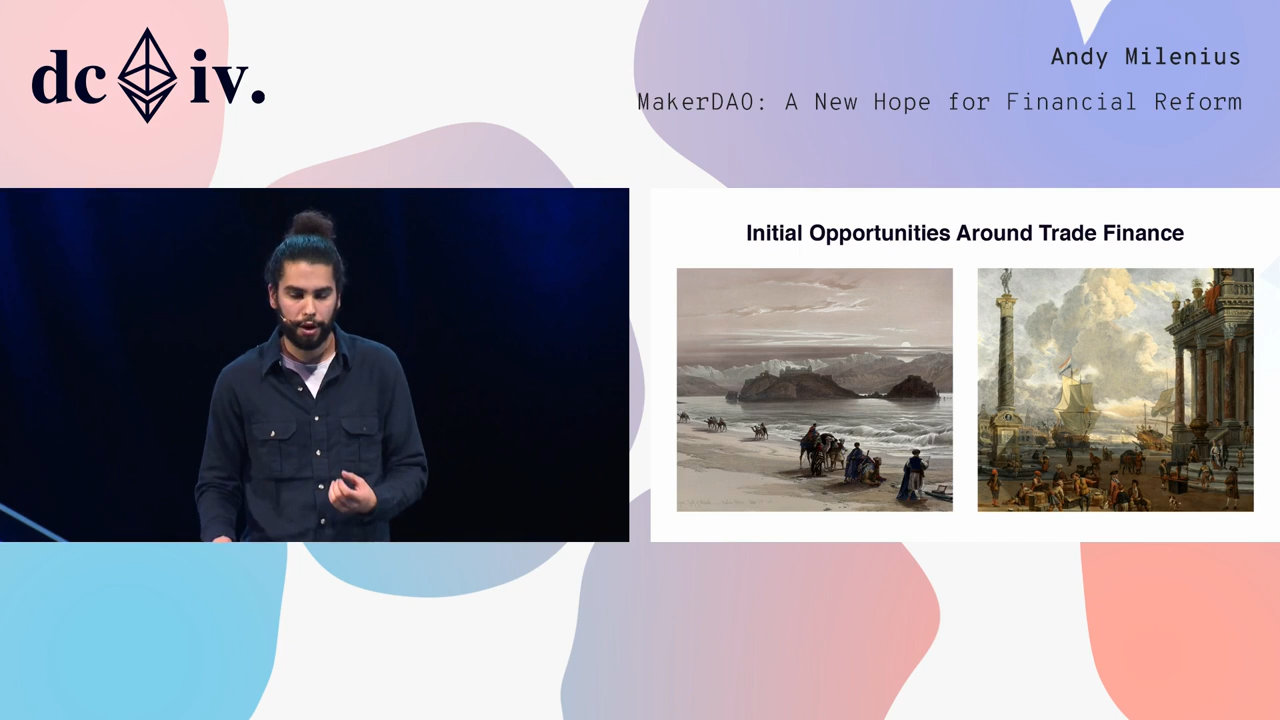 dc iv.
Andy Milenius
MakerDAO: A New Hope for Financial Reform
Initial Opportunities Around Trade Finance